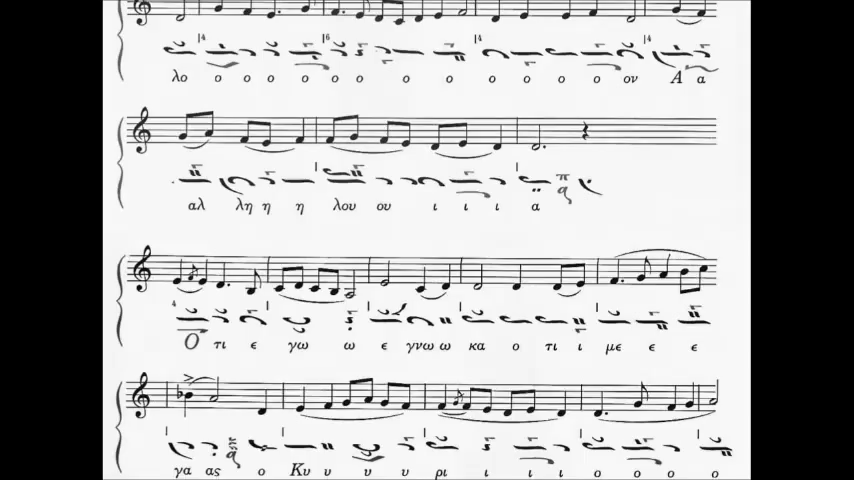 λο ο ο ο ο ο ο ο ο ο ο ο ο ο ον Α α
αλ λη η η λου ου ι ι ι α
Ο τι ε γω ω ε γνω ω κα ο τι ι με ε ε
γα ας ο Κυ υ υ υ ρι ι ι ι ο ο ο ο